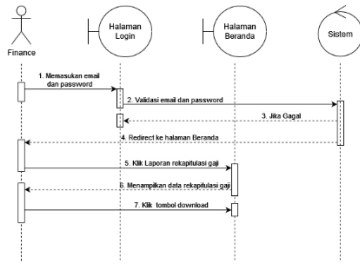 Halaman
Login
Halaman
Beranda
Sistem
Finance
1. Memasukan email
dan password
2. Validasi email dan password
3. Jika Gagal
4. Redirect ke halaman Beranda
5. Klik Laporan rekapitulasi gaji
6. Menampilkan data rekapitulasi gaji
7. Klik tombol download